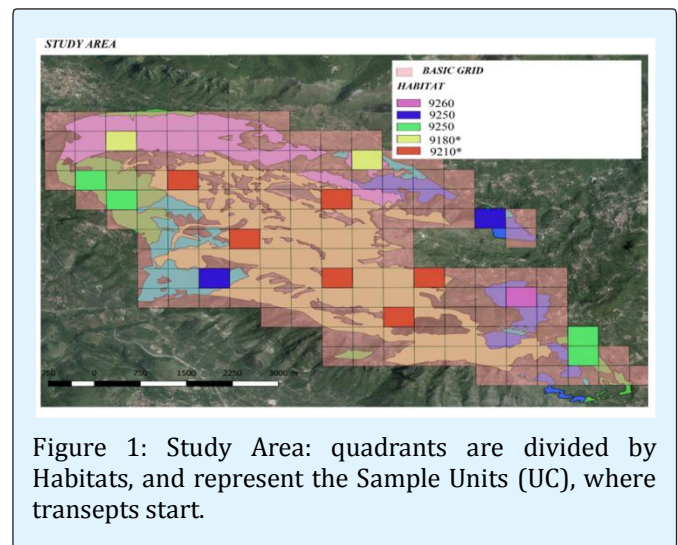 STUDY AREA
BASIC GRID
HABITAT
9260
9250
9250
9180*
9210*
750 0 750 1500 2250 3000 m
Figure 1: Study Area: quadrants are divided by
Habitats, and represent the Sample Units (UC), where
transepts start.